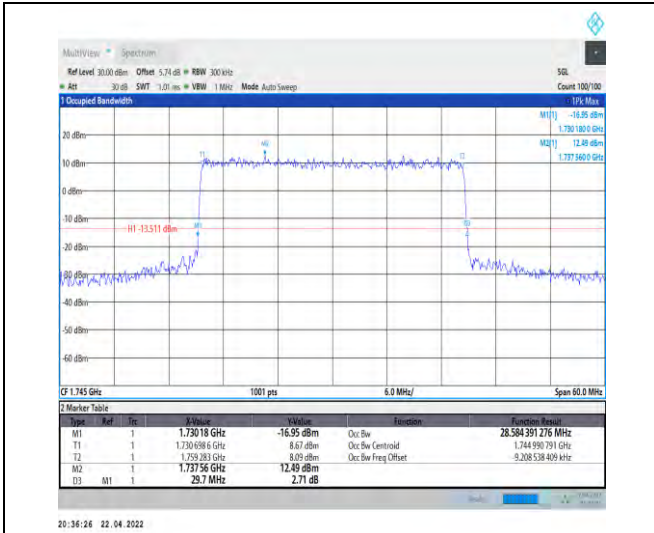 MultiView Spectrum
Ref Level 30.00 dBm Offset 5.74 dB RBW 300 kHz SGL
Att 30 dB SWT 1.01 ms VBW 1 MHz Mode Auto Sweep Count 100/100
1 Occupied Bandwidth 1Pk Max
M1[1] -16.95 dBm
1.730 180 0 GHz
M2[1] 12.49 dBm
1.737 560 0 GHz
20 dBm
M2
T1 T2
10 dBm
0 dBm
-10 dBm
H1 -13.511 dBm M1 D3
-30 dBm
-40 dBm
-50 dBm
-60 dBm
CF 1.745 GHz 1001 pts 6.0 MHz/ Span 60.0 MHz
2 Marker Table
Type Ref Trc X-Value Y-Value Function Function Result
M1 1 1.73018 GHz -16.95 dBm Occ Bw 28.584 391 276 MHz
T1 1 1.730 698 6 GHz 8.67 dBm Occ Bw Centroid 1.744 990 791 GHz
T2 1 1.759 283 GHz 8.09 dBm Occ Bw Freq Offset -9.208 538 409 kHz
M2 1 1.737 56 GHz 12.49 dBm
D3 M1 1 29.7 MHz 2.71 dB
20:36:26 22.04.2022